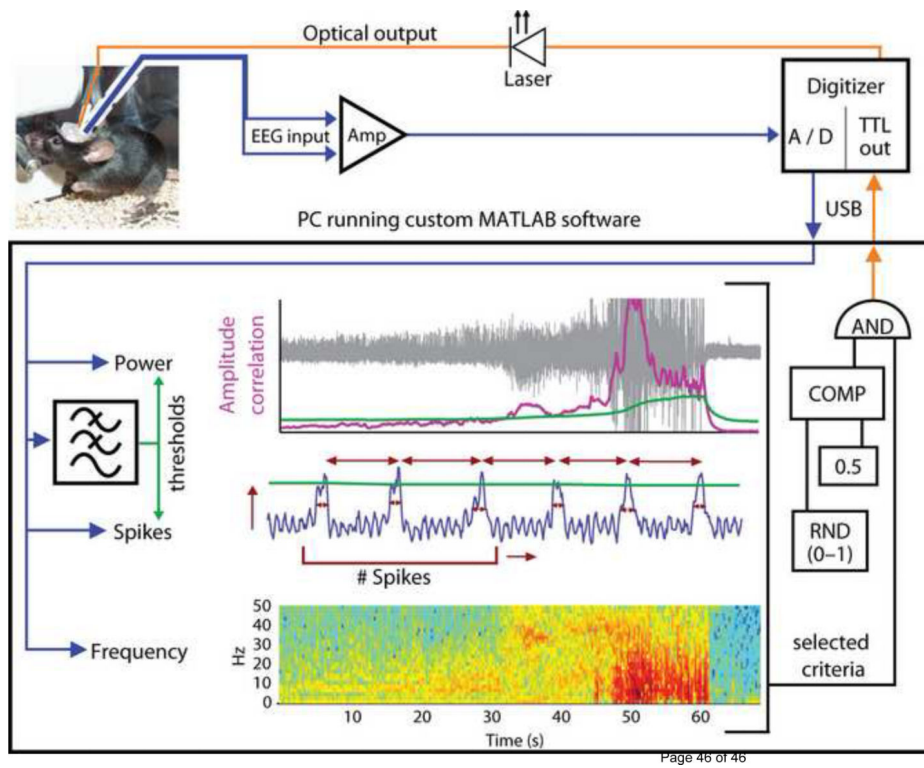 Optical output
Laser
Digitizer
A / D
TTL
out
EEG input
Amp
USB
PC running custom MATLAB software
Power
thresholds
Spikes
Frequency
Amplitude
correlation
# Spikes
50
40
30
20
10
0
Hz
10
20
30
40
50
60
Time (s)
AND
COMP
0.5
RND
(0–1)
selected
criteria
Page 46 of 46